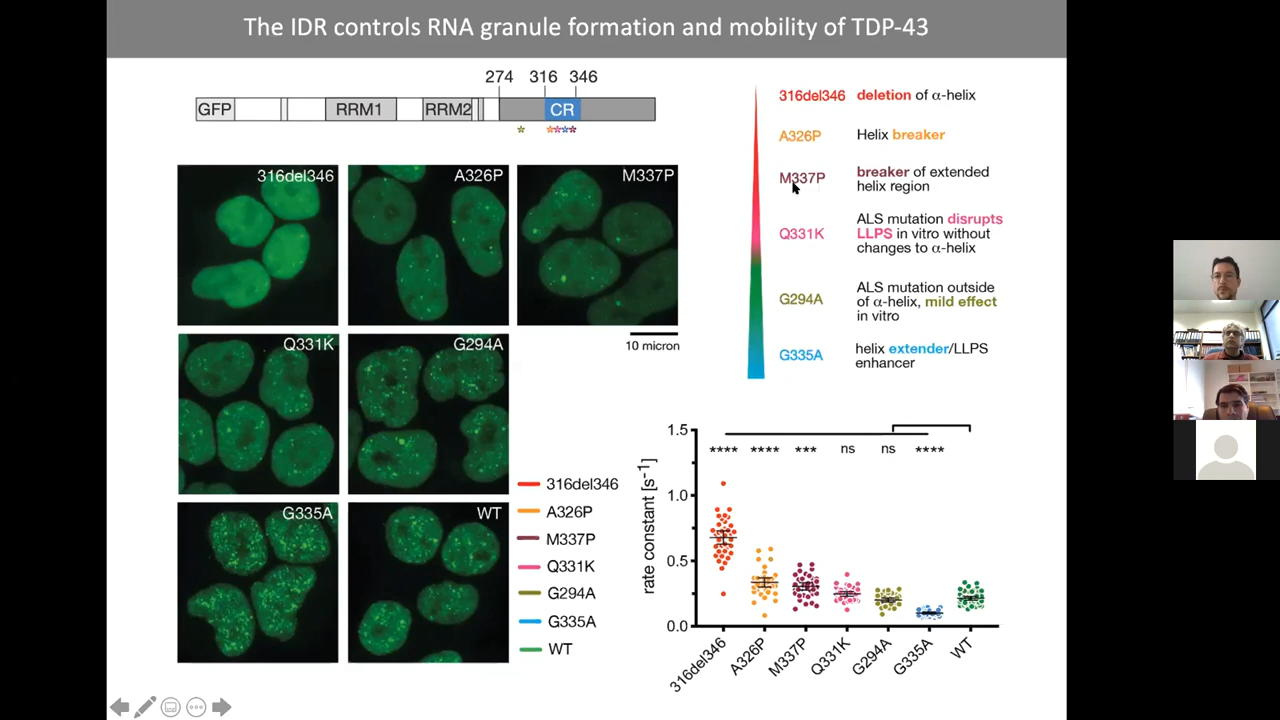 The IDR controls RNA granule formation and mobility of TDP-43
274 316 346
GFP RRM1 RRM2 CR
316del346 A326P M337P
10 micron
Q331K G294A
G335A WT
316del346
A326P
M337P
Q331K
G294A
G335A
WT
316del346 deletion of α-helix
A326P Helix breaker
M337P breaker of extended
helix region
Q331K ALS mutation disrupts
LLPS in vitro without
changes to α-helix
G294A ALS mutation outside
of α-helix, mild effect
in vitro
G335A helix extender/LLPS
enhancer
rate constant [s⁻¹]
1.5
1.0
0.5
0.0
**** **** *** ns ns ****
316del346 A326P M337P Q331K G294A G335A WT